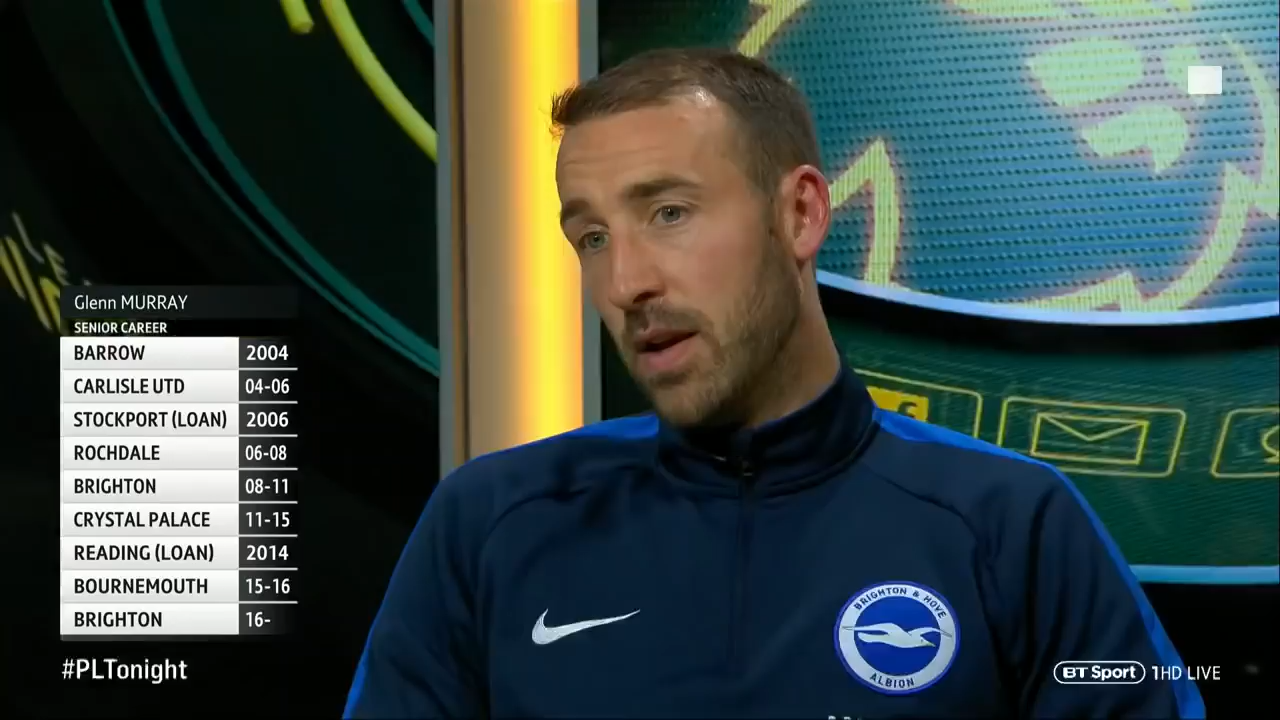 Glenn MURRAY
SENIOR CAREER
BARROW 2004
CARLISLE UTD 04-06
STOCKPORT (LOAN) 2006
ROCHDALE 06-08
BRIGHTON 08-11
CRYSTAL PALACE 11-15
READING (LOAN) 2014
BOURNEMOUTH 15-16
BRIGHTON 16-
#PLTonight
BRIGHTON & HOVE
ALBION
BT Sport 1HD LIVE